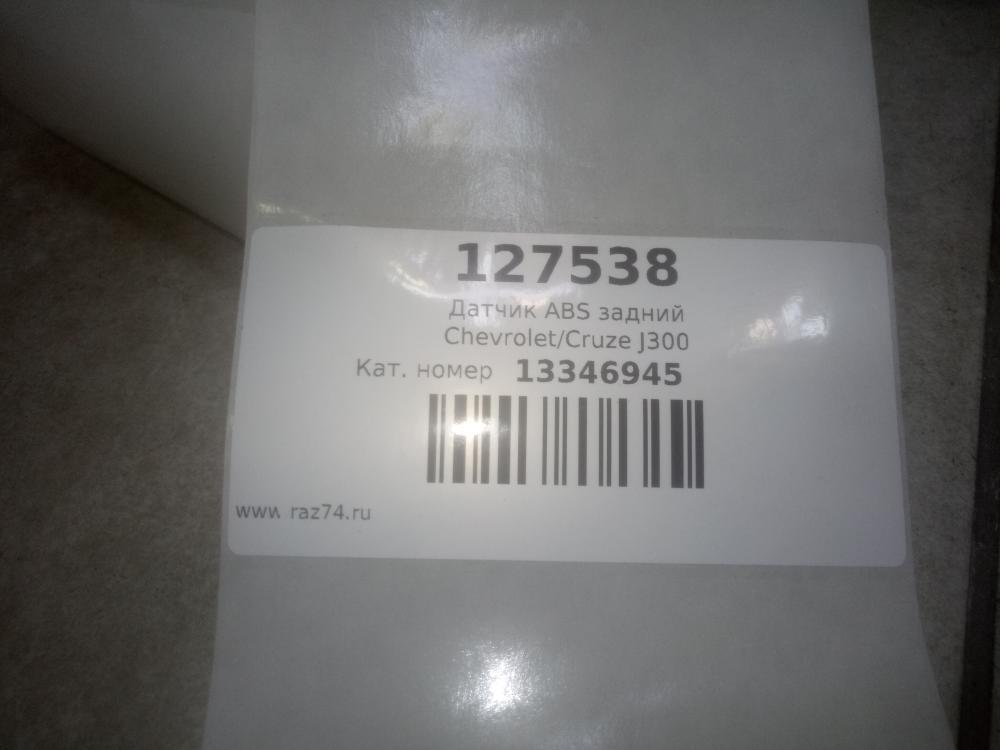 127538
Датчик ABS задний
Chevrolet/Cruze J300
Кат. номер 13346945
www. raz74.ru